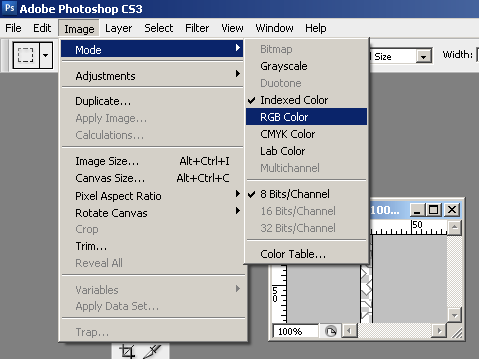 Ps Adobe Photoshop CS3
File Edit Image Layer Select Filter View Window Help
Mode
Adjustments
Duplicate...
Apply Image...
Calculations...
Image Size... Alt+Ctrl+I
Canvas Size... Alt+Ctrl+C
Pixel Aspect Ratio
Rotate Canvas
Crop
Trim...
Reveal All
Variables
Apply Data Set...
Trap...
Bitmap
Grayscale
Duotone
Indexed Color
RGB Color
CMYK Color
Lab Color
Multichannel
8 Bits/Channel
16 Bits/Channel
32 Bits/Channel
Color Table...
Size Width:
100...
50
50
100%